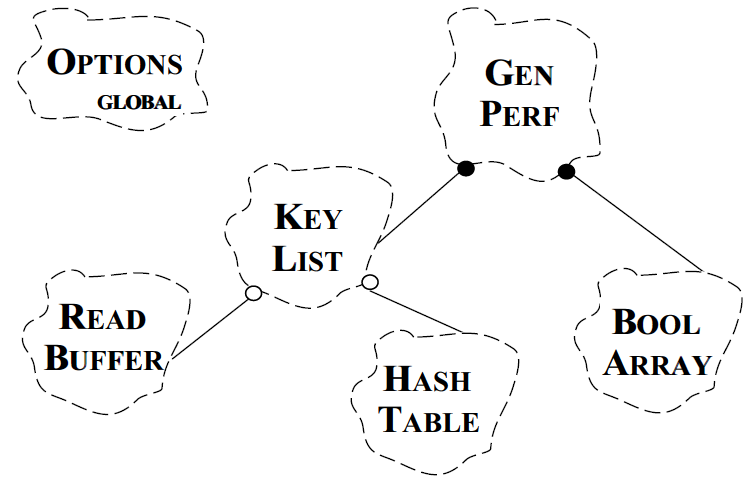 OPTIONS
GLOBAL
GEN
PERF
KEY
LIST
READ
BUFFER
HASH
TABLE
BOOL
ARRAY